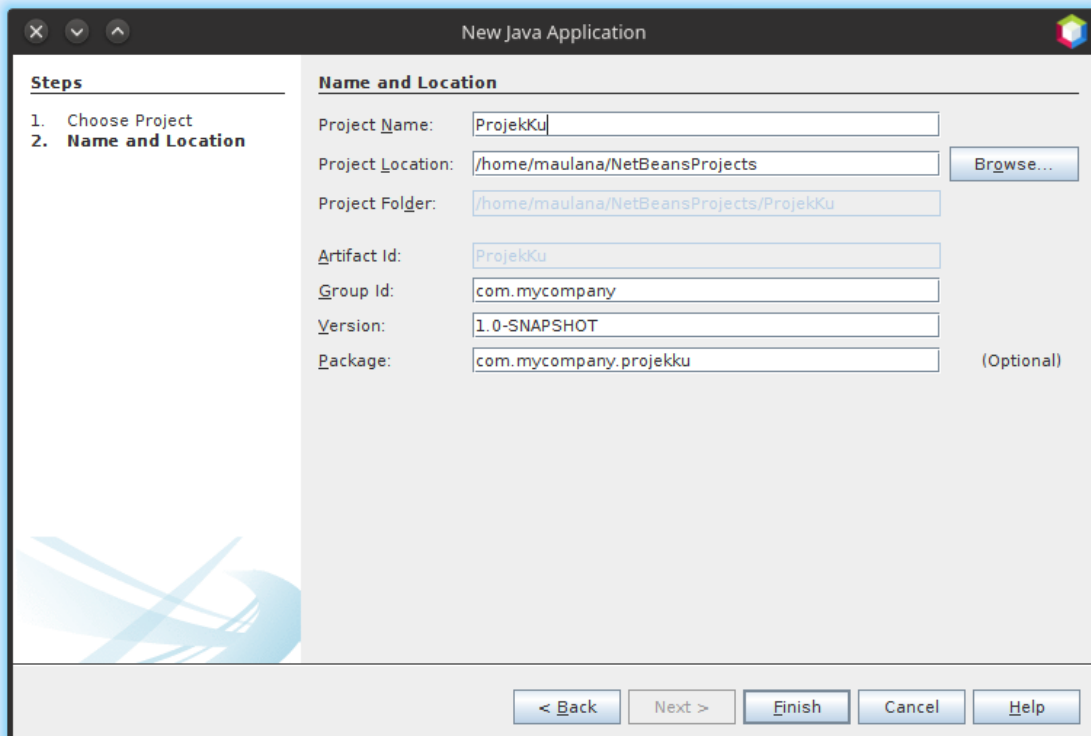 New Java Application
Steps
1. Choose Project
2. Name and Location
Name and Location
Project Name: ProjekKu
Project Location: /home/maulana/NetBeansProjects Browse...
Project Folder: /home/maulana/NetBeansProjects/ProjekKu
Artifact Id: ProjekKu
Group Id: com.mycompany
Version: 1.0-SNAPSHOT
Package: com.mycompany.projekku (Optional)
< Back Next > Finish Cancel Help